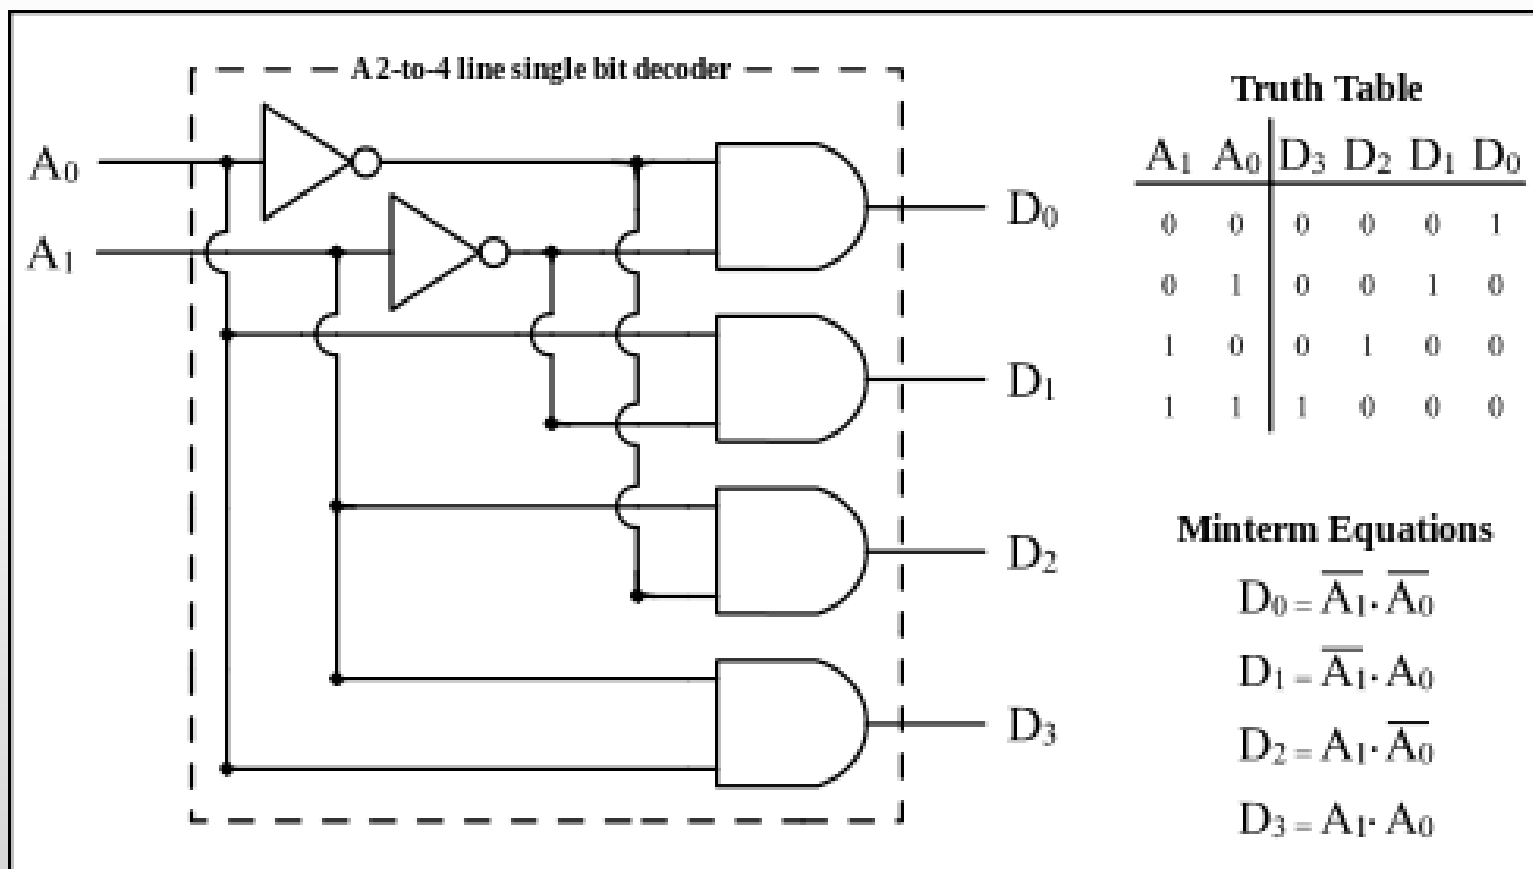 A 2-to-4 line single bit decoder
A₀
A₁
D₀
D₁
D₂
D₃
Truth Table
A₁ A₀ D₃ D₂ D₁ D₀
0 0 0 0 0 1
0 1 0 0 1 0
1 0 0 1 0 0
1 1 1 0 0 0
Minterm Equations
D₀ = A̅₁ · A̅₀
D₁ = A̅₁ · A₀
D₂ = A₁ · A̅₀
D₃ = A₁ · A₀